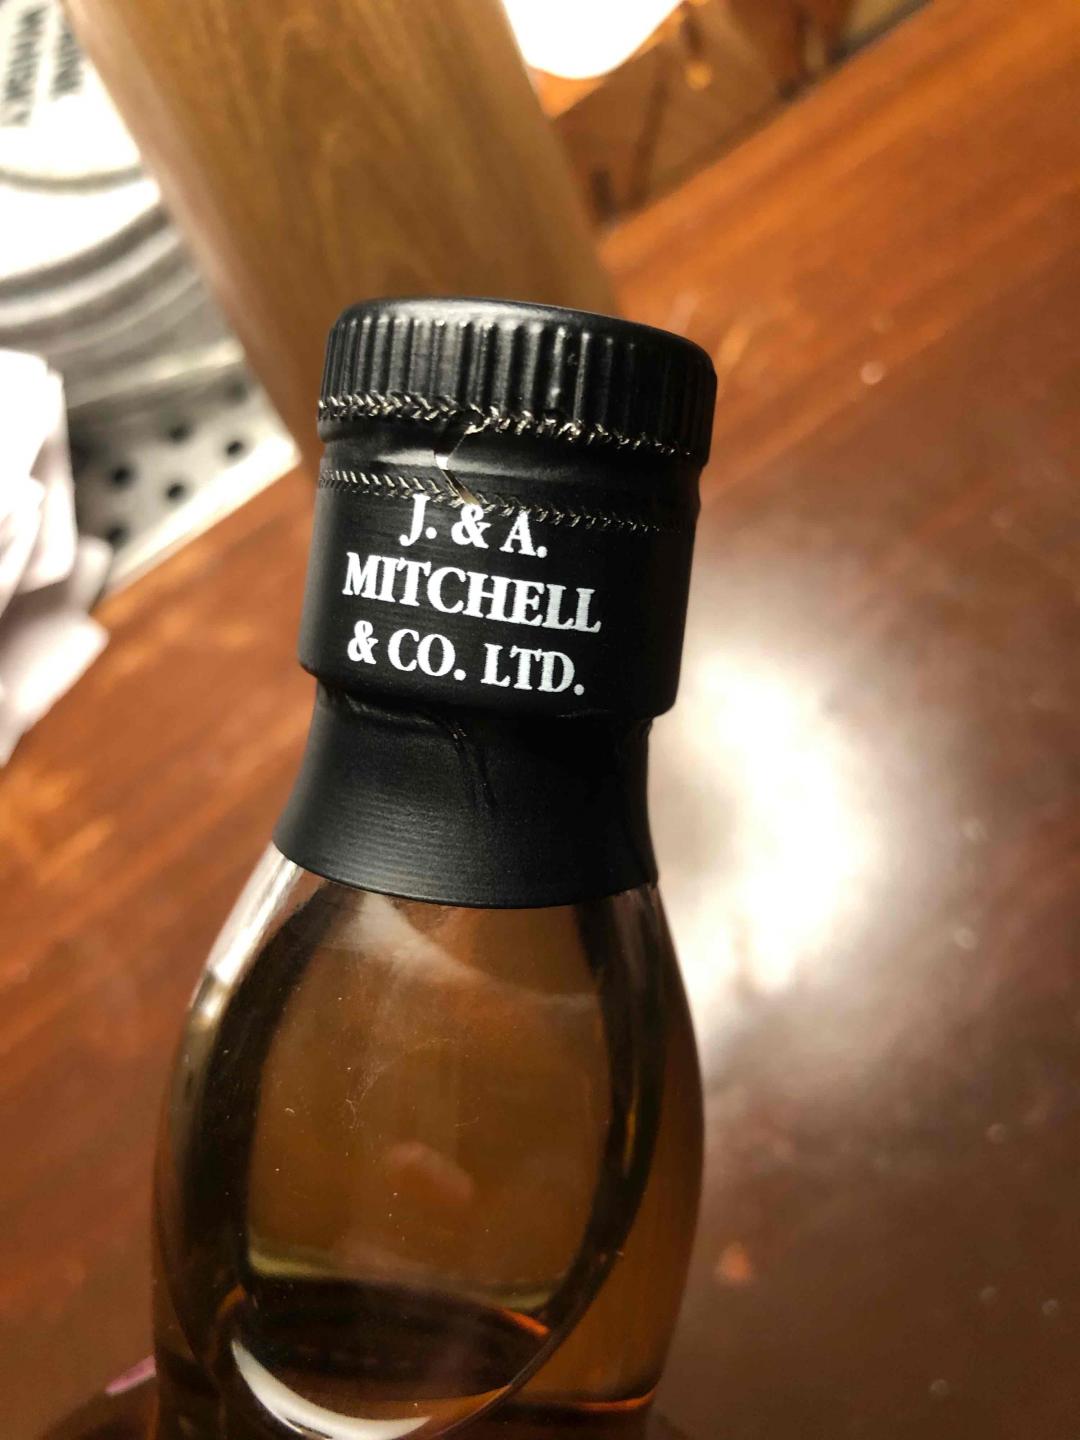 J. & A.
MITCHELL
& CO. LTD.